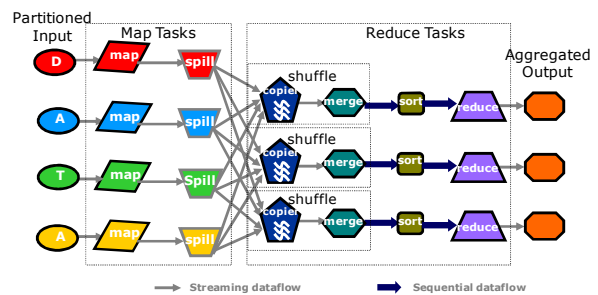 Partitioned
Input
Map Tasks
Reduce Tasks
Aggregated
Output
D
map
spill
shuffle
copier
merge
sort
reduce
A
map
spill
shuffle
copier
merge
sort
reduce
T
map
Spill
shuffle
copier
merge
sort
reduce
A
map
spill
Streaming dataflow
Sequential dataflow